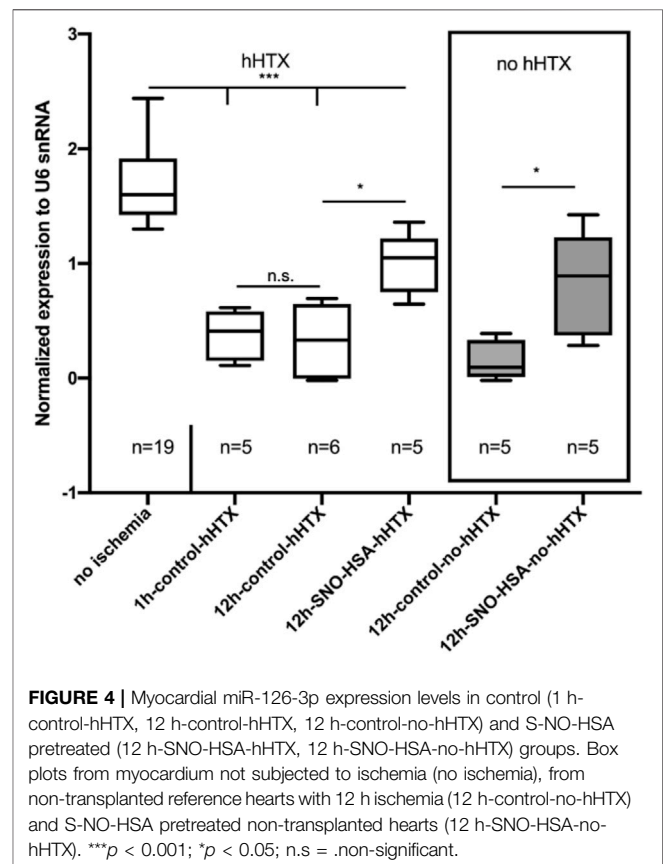 3
2
1
0
-1
Normalized expression to U6 snRNA
hHTX
***
no hHTX
*
*
n.s.
n=19
n=5
n=6
n=5
n=5
n=5
no ischemia
1h-control-hHTX
12h-control-hHTX
12h-SNO-HSA-hHTX
12h-control-no-hHTX
12h-SNO-HSA-no-hHTX
FIGURE 4 | Myocardial miR-126-3p expression levels in control (1 h-
control-hHTX, 12 h-control-hHTX, 12 h-control-no-hHTX) and S-NO-HSA
pretreated (12 h-SNO-HSA-hHTX, 12 h-SNO-HSA-no-hHTX) groups. Box
plots from myocardium not subjected to ischemia (no ischemia), from
non-transplanted reference hearts with 12 h ischemia (12 h-control-no-hHTX)
and S-NO-HSA pretreated non-transplanted hearts (12 h-SNO-HSA-no-
hHTX). ***p < 0.001; *p < 0.05; n.s = .non-significant.